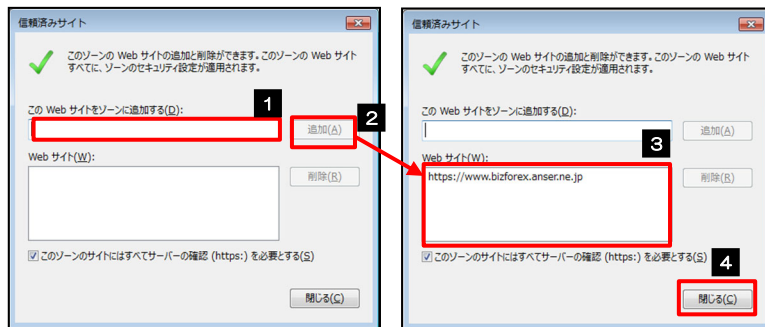 信頼済みサイト
このゾーンの Web サイトの追加と削除ができます。このゾーンの Web サイト
すべてに、ゾーンのセキュリティ設定が適用されます。
この Web サイトをゾーンに追加する(D):
1
追加(A)
2
Web サイト(W):
削除(R)
このゾーンのサイトにはすべてサーバーの確認 (https:) を必要とする(S)
閉じる(C)
信頼済みサイト
このゾーンの Web サイトの追加と削除ができます。このゾーンの Web サイト
すべてに、ゾーンのセキュリティ設定が適用されます。
この Web サイトをゾーンに追加する(D):
追加(A)
3
Web サイト(W):
https://www.bizforex.anser.ne.jp
削除(R)
このゾーンのサイトにはすべてサーバーの確認 (https:) を必要とする(S)
4
閉じる(C)